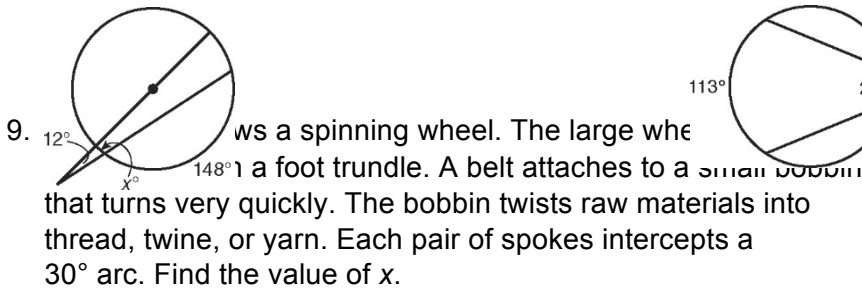 113°
9. 12° ws a spinning wheel. The large whe
x° 148° a foot trundle. A belt attaches to a small bobbin
that turns very quickly. The bobbin twists raw materials into
thread, twine, or yarn. Each pair of spokes intercepts a
30° arc. Find the value of x.